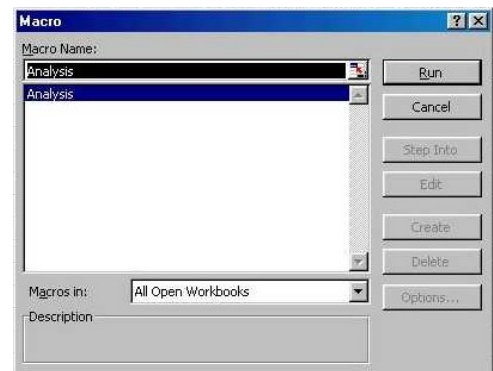 Macro
Macro Name:
Analysis
Run
Analysis
Cancel
Step Into
Edit
Create
Delete
Macros in: All Open Workbooks
Options...
Description